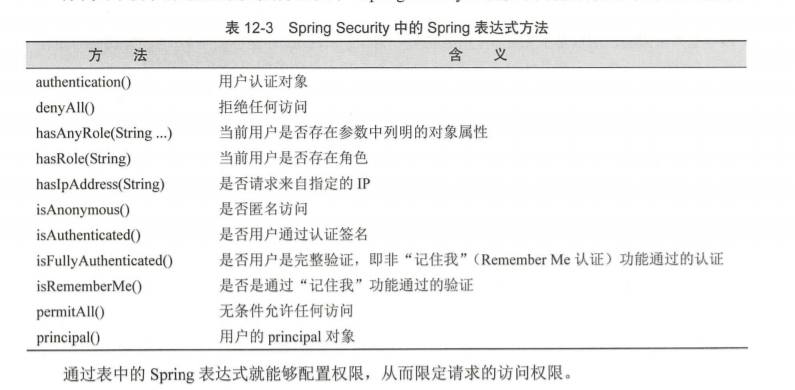 表 12-3 Spring Security 中的 Spring 表达式方法
方 法 含 义
authentication() 用户认证对象
denyAll() 拒绝任何访问
hasAnyRole(String ...) 当前用户是否存在参数中列明的对象属性
hasRole(String) 当前用户是否存在角色
hasIpAddress(String) 是否请求来自指定的 IP
isAnonymous() 是否匿名访问
isAuthenticated() 是否用户通过认证签名
isFullyAuthenticated() 是否用户是完整验证，即非“记住我”（Remember Me 认证）功能通过的认证
isRememberMe() 是否是通过“记住我”功能通过的验证
permitAll() 无条件允许任何访问
principal() 用户的 principal 对象
通过表中的 Spring 表达式就能够配置权限，从而限定请求的访问权限。